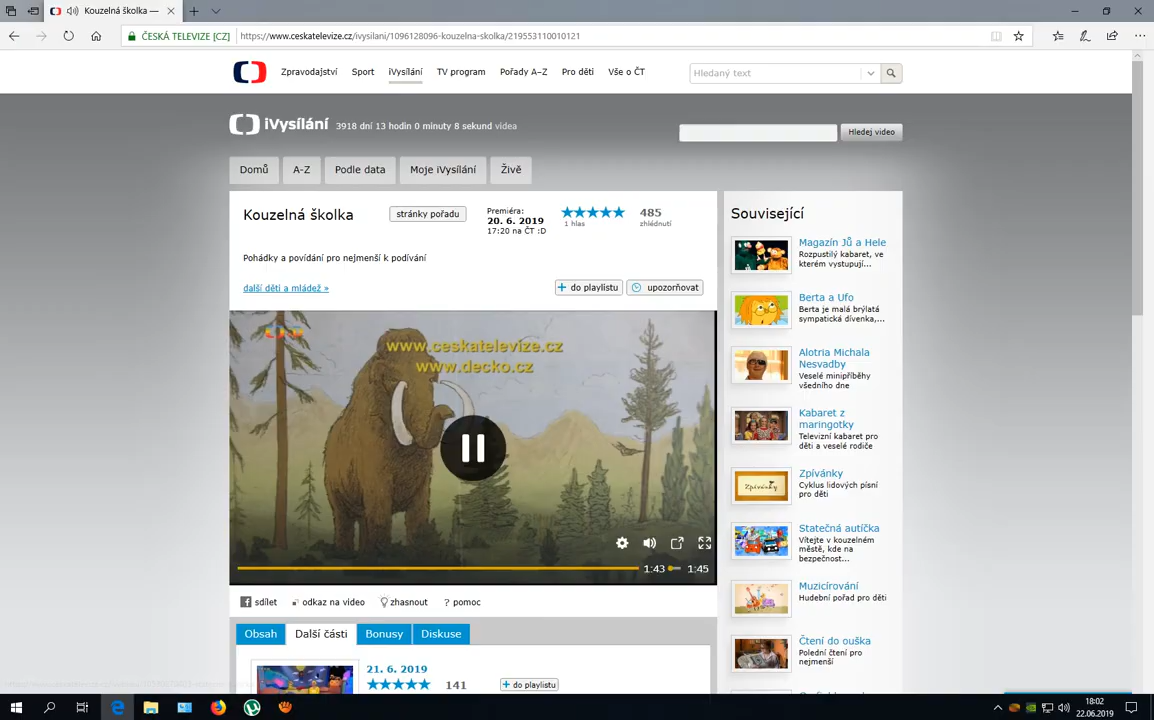 Kouzelná školka —
ČESKÁ TELEVIZE [CZ]
https://www.ceskatelevize.cz/ivysilani/1096128096-kouzelna-skolka/219553110010121
Zpravodajství Sport iVysílání TV program Pořady A–Z Pro děti Vše o ČT
Hledaný text
iVysílání 3918 dní 13 hodin 0 minuty 8 sekund videa
Hledej video
Domů A-Z Podle data Moje iVysílání Živě
Kouzelná školka
stránky pořadu
Premiéra:
20. 6. 2019
17:20 na ČT :D
1 hlas
485
zhlédnutí
Pohádky a povídání pro nejmenší k podívání
další děti a mládež »
+ do playlistu
upozorňovat
www.ceskatelevize.cz
www.decko.cz
1:43
1:45
sdílet odkaz na video zhasnout ? pomoc
Obsah Další části Bonusy Diskuse
21. 6. 2019
141
+ do playlistu
Související
Magazín Jů a Hele
Rozpustilý kabaret, ve
kterém vystupují...
Berta a Ufo
Berta je malá brýlatá
sympatická dívenka,...
Alotria Michala
Nesvadby
Veselé minipříběhy
všedního dne
Kabaret z
maringotky
Televizní kabaret pro
děti a veselé rodiče
Zpívánky
Zpívánky
Cyklus lidových písní
pro děti
Statečná autíčka
Vítejte v kouzelném
městě, kde na
bezpečnost...
Muzicírování
Hudební pořad pro děti
Čtení do ouška
Polední čtení pro
nejmenší
18:02
22.06.2019